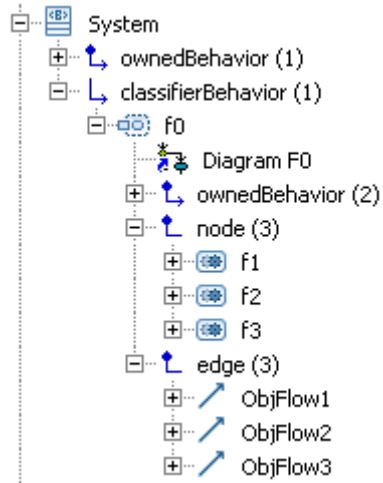 System
ownedBehavior (1)
classifierBehavior (1)
f0
Diagram F0
ownedBehavior (2)
node (3)
f1
f2
f3
edge (3)
ObjFlow1
ObjFlow2
ObjFlow3